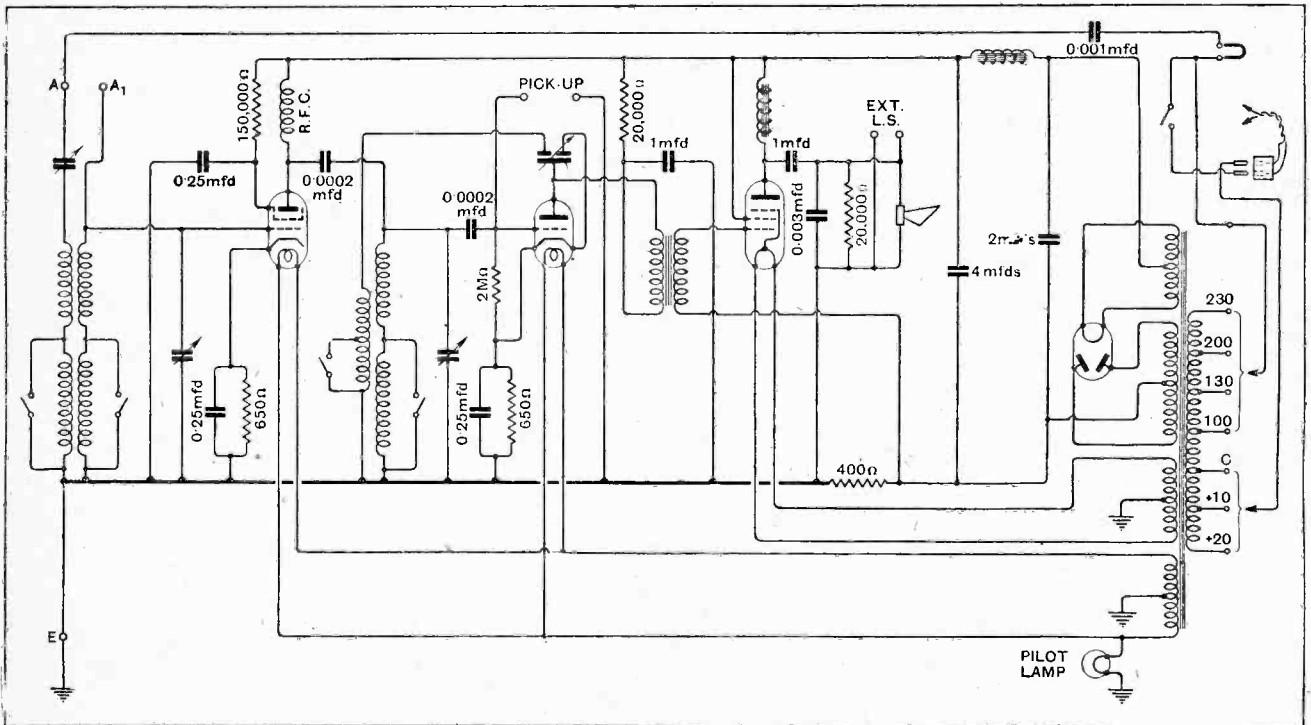 0·001mfd
A
A1
150,000Ω
R.F.C.
PICK-UP
20,000Ω
EXT.
L.S.
0·25mfd
0·0002
mfd
1mfd
1mfd
0·0002
mfd
0·003mfd
20.000Ω
2MΩ
4mfds
230
200
130
100
C
+10
+20
0·25mfd
650Ω
0·25mfd
650Ω
400Ω
E
PILOT
LAMP